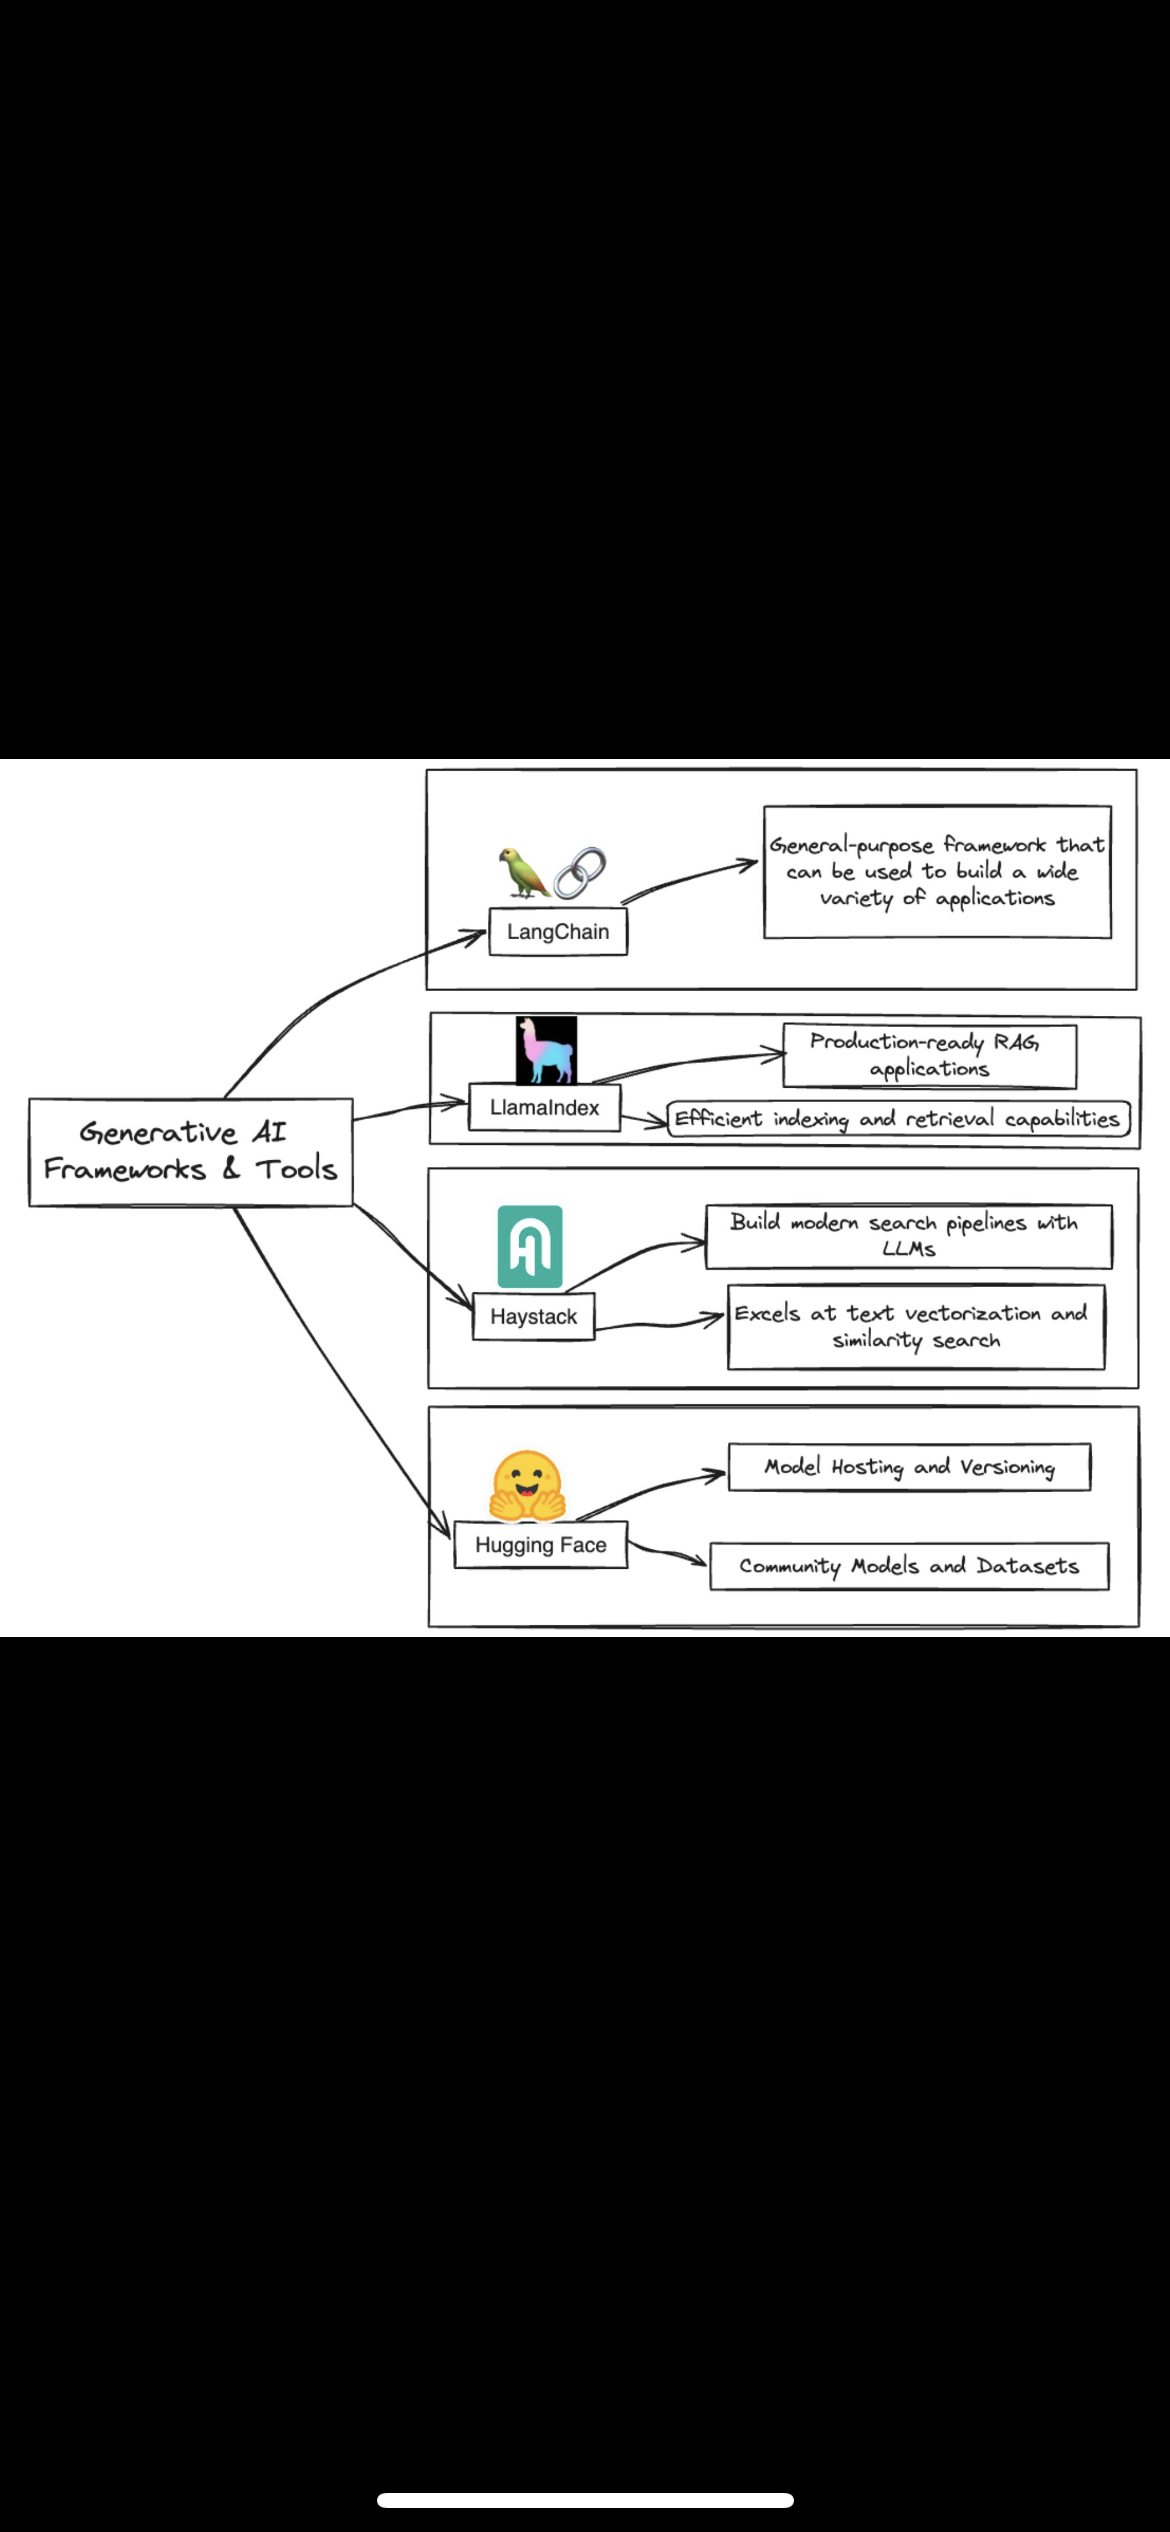 General-purpose framework that
can be used to build a wide
variety of applications
LangChain
Production-ready RAG
applications
LlamaIndex
Efficient indexing and retrieval capabilities
Generative AI
Frameworks & Tools
Build modern search pipelines with
LLMs
Haystack
Excels at text vectorization and
similarity search
Model Hosting and Versioning
Hugging Face
Community Models and Datasets